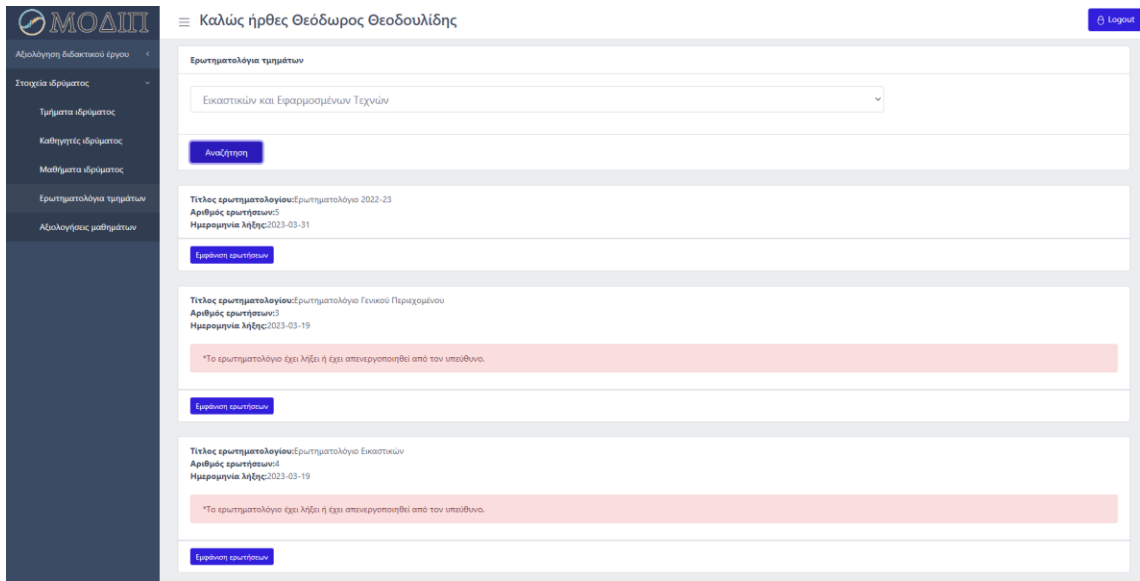 ΜΟΔΙΠ
Καλώς ήρθες Θεόδωρος Θεοδουλίδης
Logout
Αξιολόγηση διδακτικού έργου
Στοιχεία ιδρύματος
Τμήματα ιδρύματος
Καθηγητές ιδρύματος
Μαθήματα ιδρύματος
Ερωτηματολόγια τμημάτων
Αξιολογήσεις μαθημάτων
Ερωτηματολόγια τμημάτων
Εικαστικών και Εφαρμοσμένων Τεχνών
Αναζήτηση
Τίτλος ερωτηματολογίου:Ερωτηματολόγιο 2022-23
Αριθμός ερωτήσεων:5
Ημερομηνία λήξης:2023-03-31
Εμφάνιση ερωτήσεων
Τίτλος ερωτηματολογίου:Ερωτηματολόγιο Γενικού Περιεχομένου
Αριθμός ερωτήσεων:3
Ημερομηνία λήξης:2023-03-19
*Το ερωτηματολόγιο έχει λήξει ή έχει απενεργοποιηθεί από τον υπεύθυνο.
Εμφάνιση ερωτήσεων
Τίτλος ερωτηματολογίου:Ερωτηματολόγιο Εικαστικών
Αριθμός ερωτήσεων:4
Ημερομηνία λήξης:2023-03-19
*Το ερωτηματολόγιο έχει λήξει ή έχει απενεργοποιηθεί από τον υπεύθυνο.
Εμφάνιση ερωτήσεων